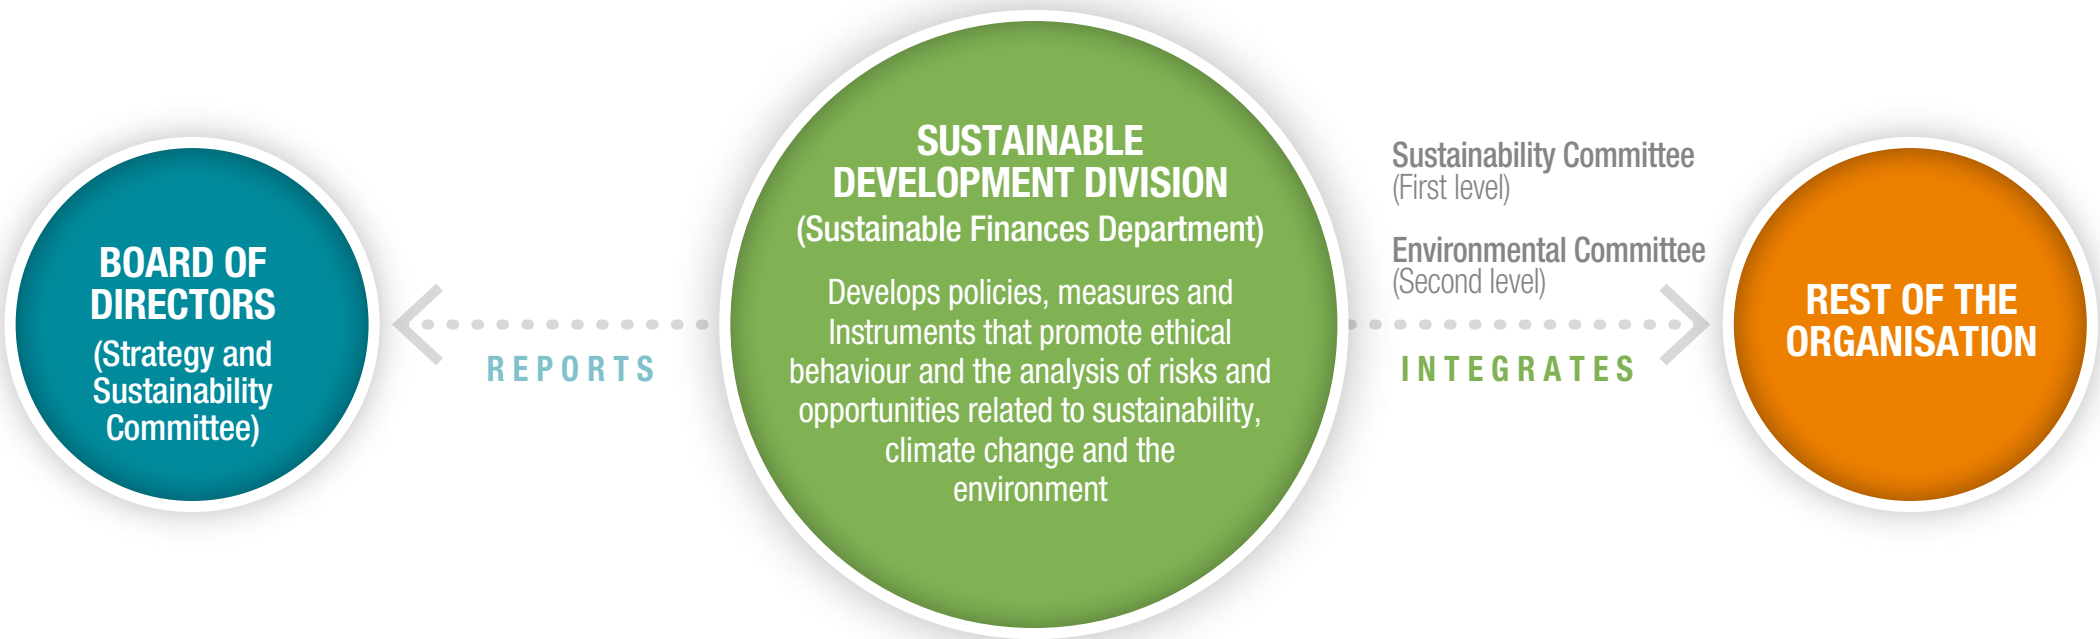 BOARD OF
DIRECTORS
(Strategy and
Sustainability
Committee)
REPORTS
SUSTAINABLE
DEVELOPMENT DIVISION
(Sustainable Finances Department)
Develops policies, measures and
Instruments that promote ethical
behaviour and the analysis of risks and
opportunities related to sustainability,
climate change and the
environment
Sustainability Committee
(First level)
Environmental Committee
(Second level)
INTEGRATES
REST OF THE
ORGANISATION